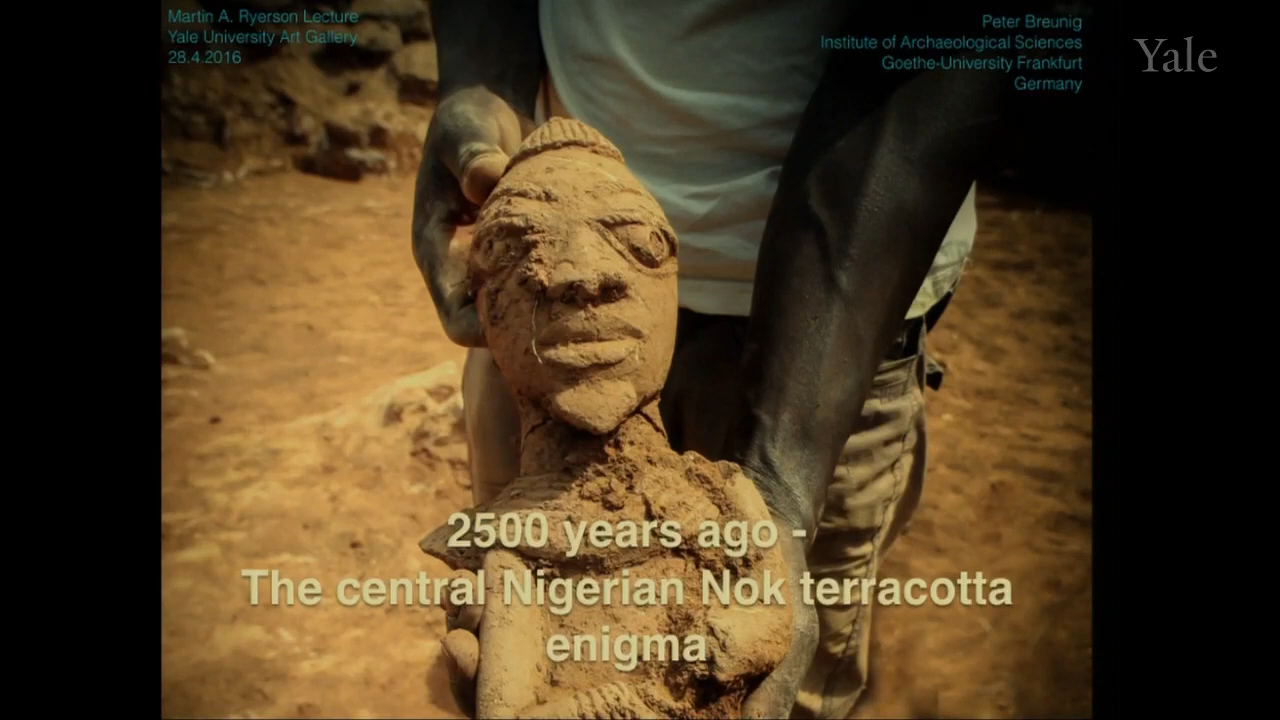 Martin A. Ryerson Lecture
Yale University Art Gallery
28.4.2016
Peter Breunig
Institute of Archaeological Sciences
Goethe-University Frankfurt
Germany
Yale
2500 years ago -
The central Nigerian Nok terracotta
enigma